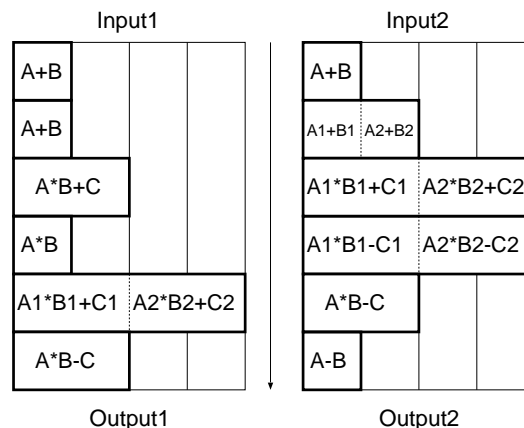 Input1
A+B
A+B
A*B+C
A*B
A1*B1+C1 A2*B2+C2
A*B-C
Output1
Input2
A+B
A1+B1 A2+B2
A1*B1+C1 A2*B2+C2
A1*B1-C1 A2*B2-C2
A*B-C
A-B
Output2